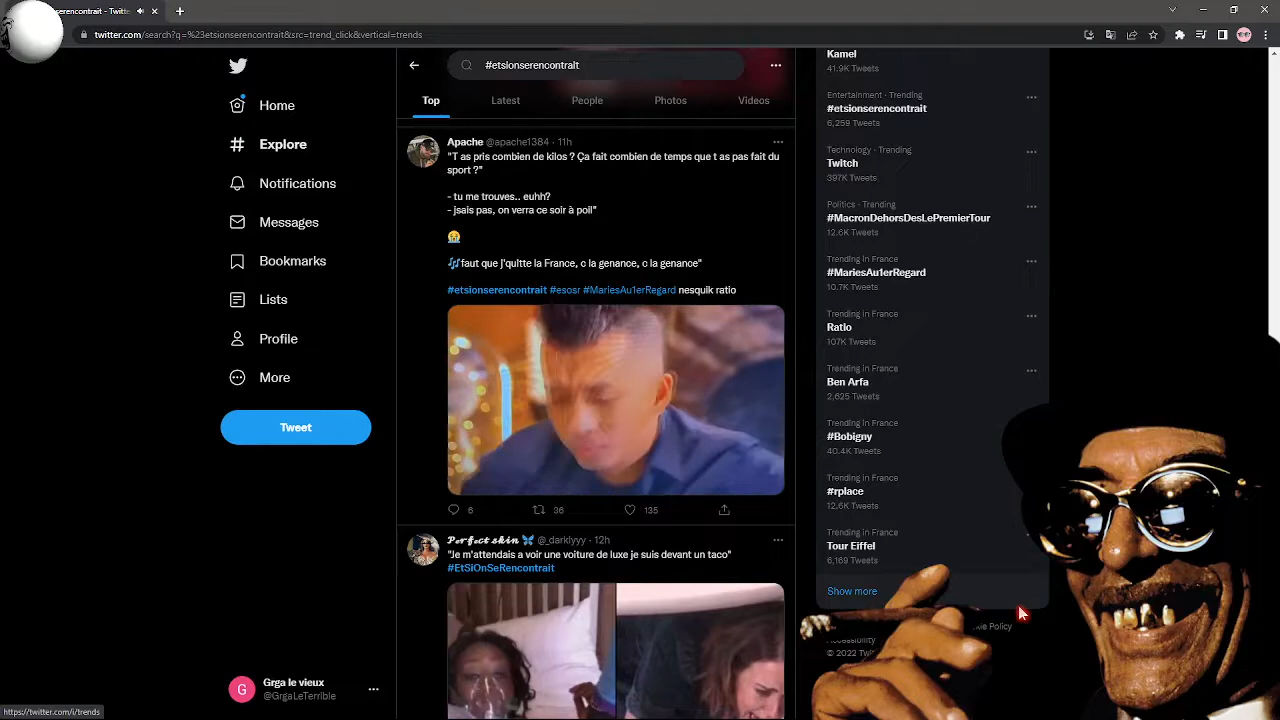 erencontrait - Twitte
twitter.com/search?q=%23etsionserencontrait&src=trend_click&vertical=trends
Home
Explore
Notifications
Messages
Bookmarks
Lists
Profile
More
Tweet
Grga le vieux
@GrgaLeTerrible
https://twitter.com/i/trends
#etsionserencontrait
Top
Latest
People
Photos
Videos
Apache @apache1384 · 11h
"T as pris combien de kilos ? Ça fait combien de temps que t as pas fait du
sport ?"
- tu me trouves.. euhh?
- jsais pas, on verra ce soir à poil"
😭
🎶faut que j'quitte la France, c la genance, c la genance"
#etsionserencontrait #esosr #MariesAu1erRegard nesquik ratio
6
36
135
𝓟𝓮𝓻𝓯𝓮𝓬𝓽 𝓼𝓴𝓲𝓷 🦋 @_darklyyy · 12h
"Je m'attendais a voir une voiture de luxe je suis devant un taco"
#EtSiOnSeRencontrait
Kamel
41.9K Tweets
Entertainment · Trending
#etsionserencontrait
6,259 Tweets
Technology · Trending
Twitch
397K Tweets
Politics · Trending
#MacronDehorsDesLePremierTour
12.6K Tweets
Trending in France
#MariesAu1erRegard
10.7K Tweets
Trending in France
Ratio
107K Tweets
Trending in France
Ben Arfa
2,625 Tweets
Trending in France
#Bobigny
40.4K Tweets
Trending in France
#rplace
12,6K Tweets
Trending in France
Tour Eiffel
6,169 Tweets
Show more
kie Policy
Accessibility
© 2022 Twit